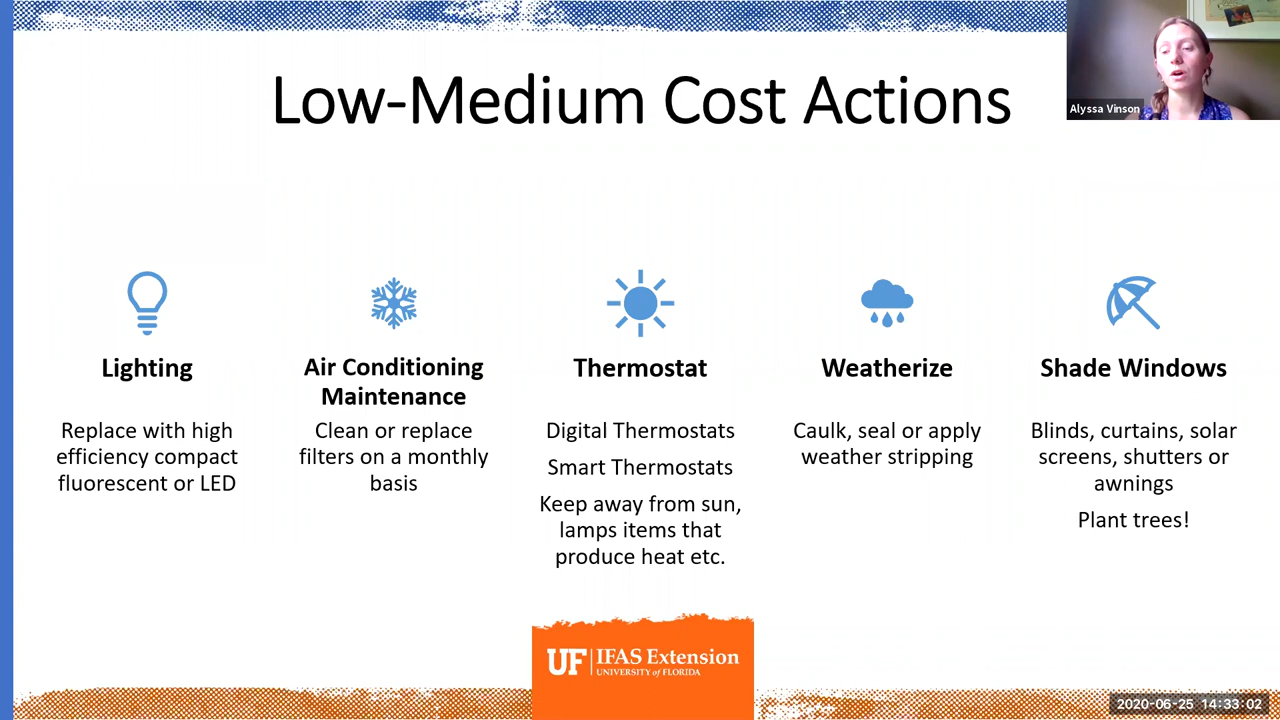 Low-Medium Cost Actions
Alyssa Vinson
Lighting
Replace with high
efficiency compact
fluorescent or LED
Air Conditioning
Maintenance
Clean or replace
filters on a monthly
basis
Thermostat
Digital Thermostats
Smart Thermostats
Keep away from sun,
lamps items that
produce heat etc.
Weatherize
Caulk, seal or apply
weather stripping
Shade Windows
Blinds, curtains, solar
screens, shutters or
awnings
Plant trees!
UF IFAS Extension
UNIVERSITY of FLORIDA
2020-06-25 14:33:02